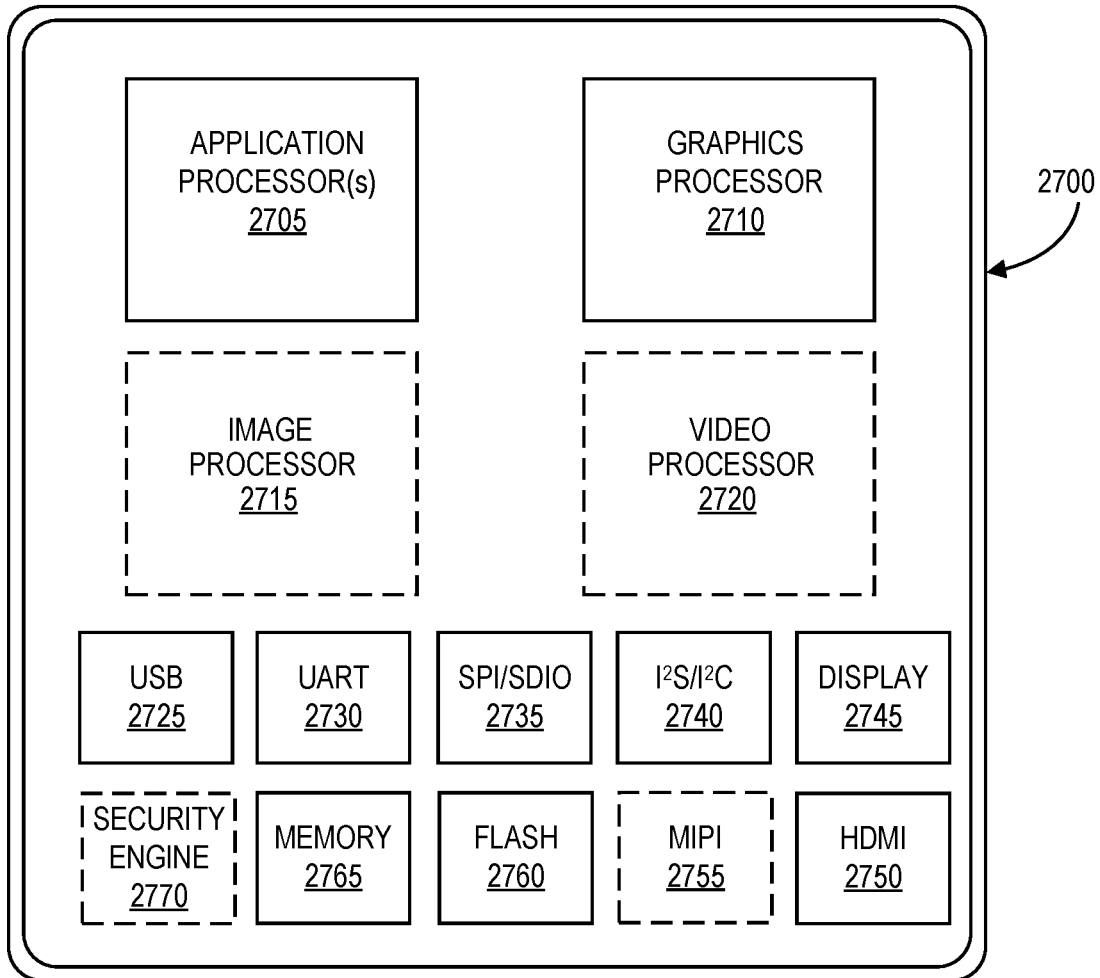 APPLICATION
PROCESSOR(s)
2705
GRAPHICS
PROCESSOR
2710
2700
IMAGE
PROCESSOR
2715
VIDEO
PROCESSOR
2720
USB
2725
UART
2730
SPI/SDIO
2735
I²S/I²C
2740
DISPLAY
2745
SECURITY
ENGINE
2770
MEMORY
2765
FLASH
2760
MIPI
2755
HDMI
2750